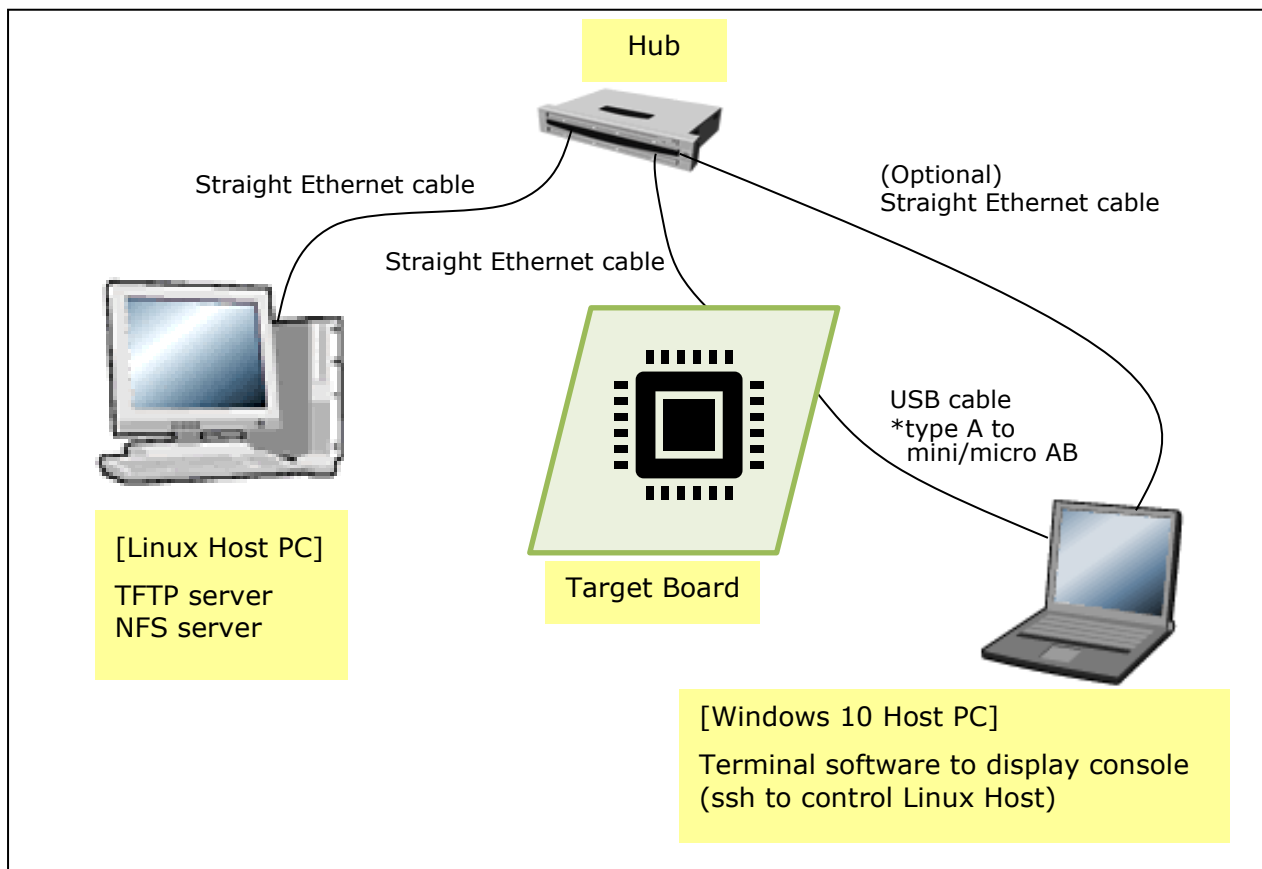 Hub
Straight Ethernet cable
(Optional)
Straight Ethernet cable
Straight Ethernet cable
USB cable
*type A to
mini/micro AB
[Linux Host PC]
TFTP server
NFS server
Target Board
[Windows 10 Host PC]
Terminal software to display console
(ssh to control Linux Host)